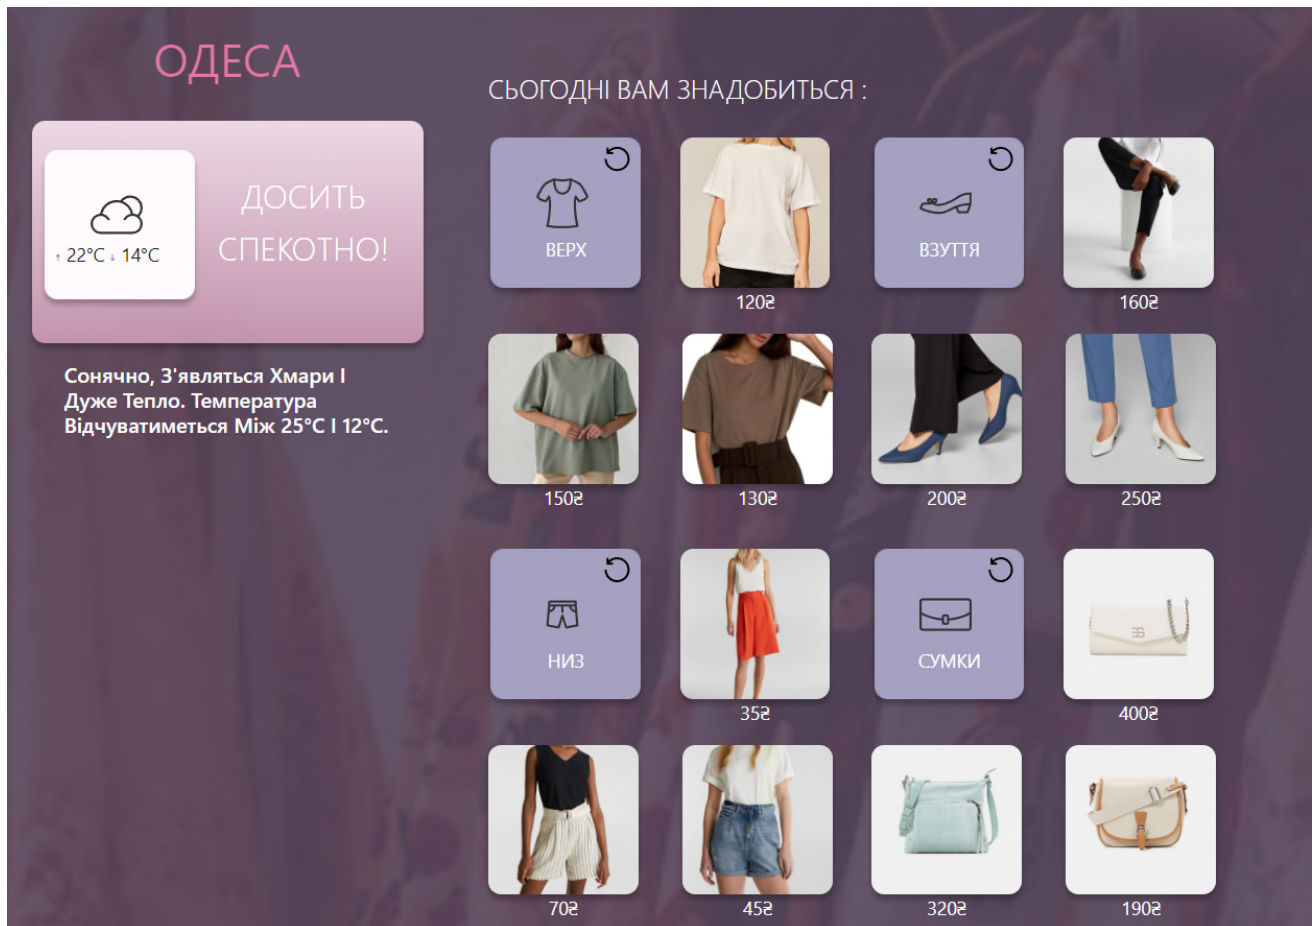 ОДЕСА
ДОСИТЬ
СПЕКОТНО!
↑ 22°C ↓ 14°C
Сонячно, З'являться Хмари І
Дуже Тепло. Температура
Відчуватиметься Між 25°C І 12°C.
СЬОГОДНІ ВАМ ЗНАДОБИТЬСЯ :
ВЕРХ
120₴
ВЗУТТЯ
160₴
150₴
130₴
200₴
250₴
НИЗ
35₴
СУМКИ
400₴
70₴
45₴
320₴
190₴